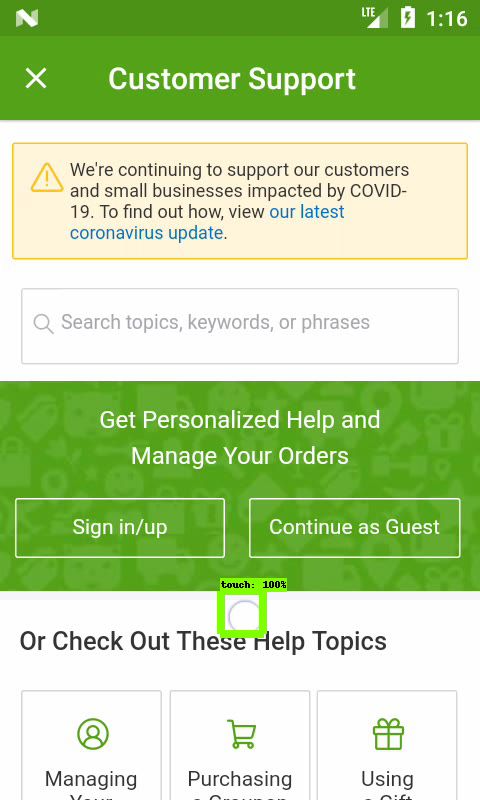 LTE 1:16
Customer Support
We're continuing to support our customers
and small businesses impacted by COVID-
19. To find out how, view our latest
coronavirus update.
Search topics, keywords, or phrases
Get Personalized Help and
Manage Your Orders
Sign in/up Continue as Guest
touch: 100%
Or Check Out These Help Topics
Managing Purchasing Using
Your a Groupon a Gift